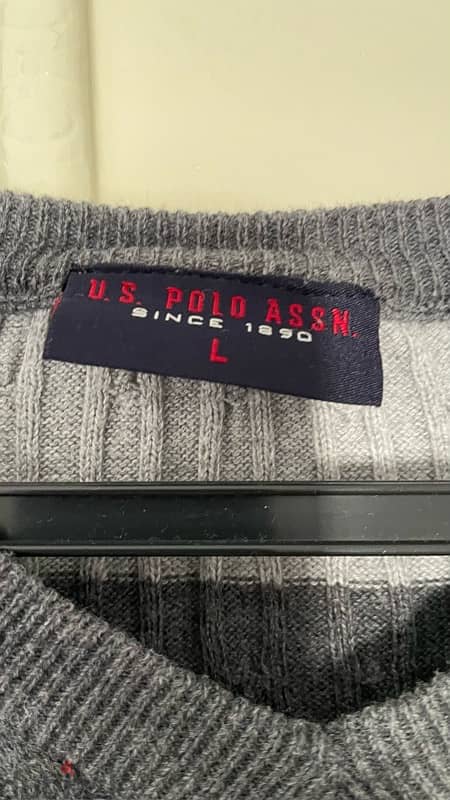 U.S. POLO ASSN.
SINCE 1890
L